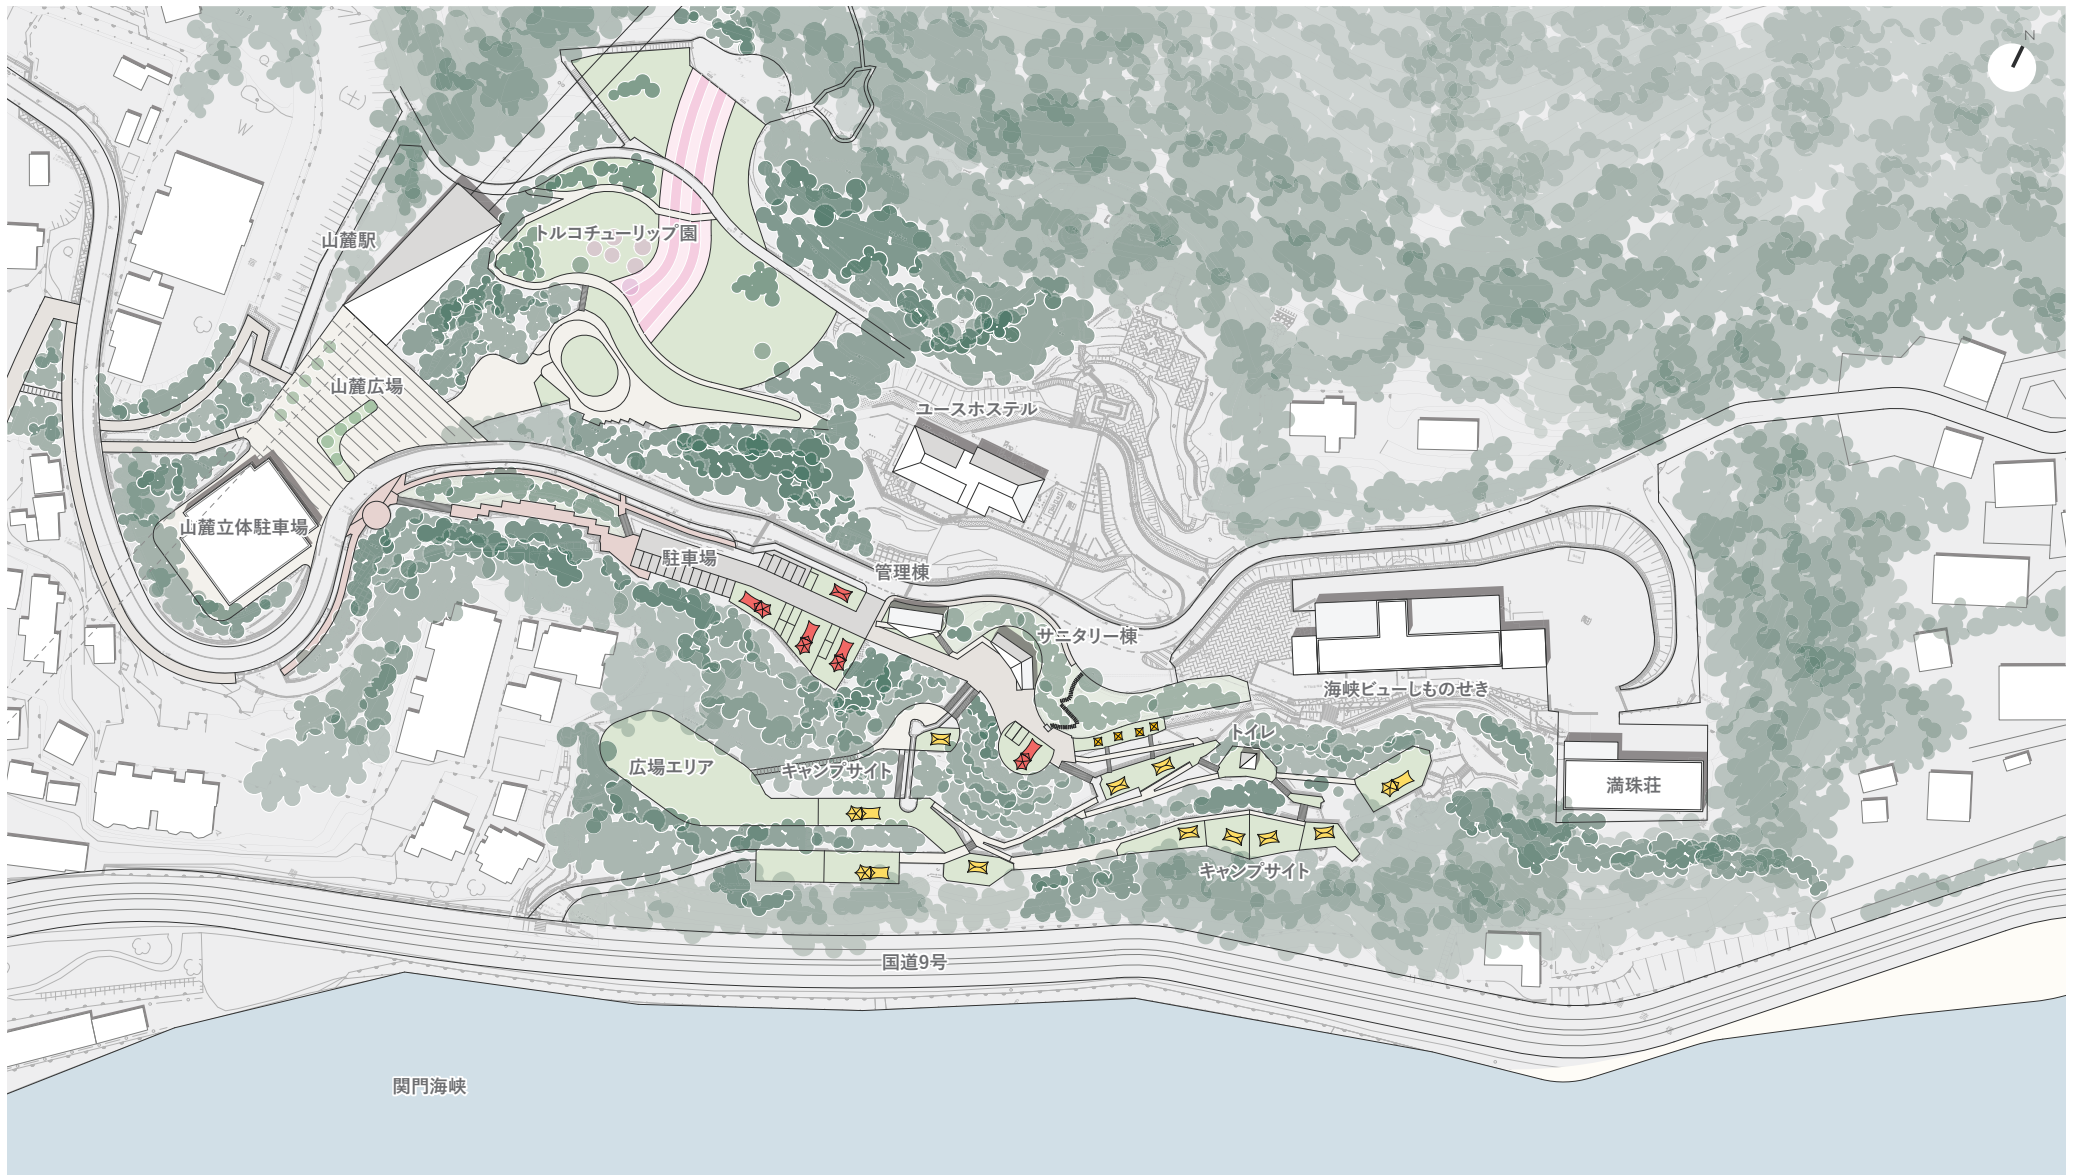 N
トルコチューリップ園
山麓駅
山麓広場
ユースホステル
山麓立体駐車場
駐車場
管理棟
サニタリー棟
海峡ビューしものせき
トイレ
広場エリア
キャンプサイト
満珠荘
キャンプサイト
国道9号
関門海峡